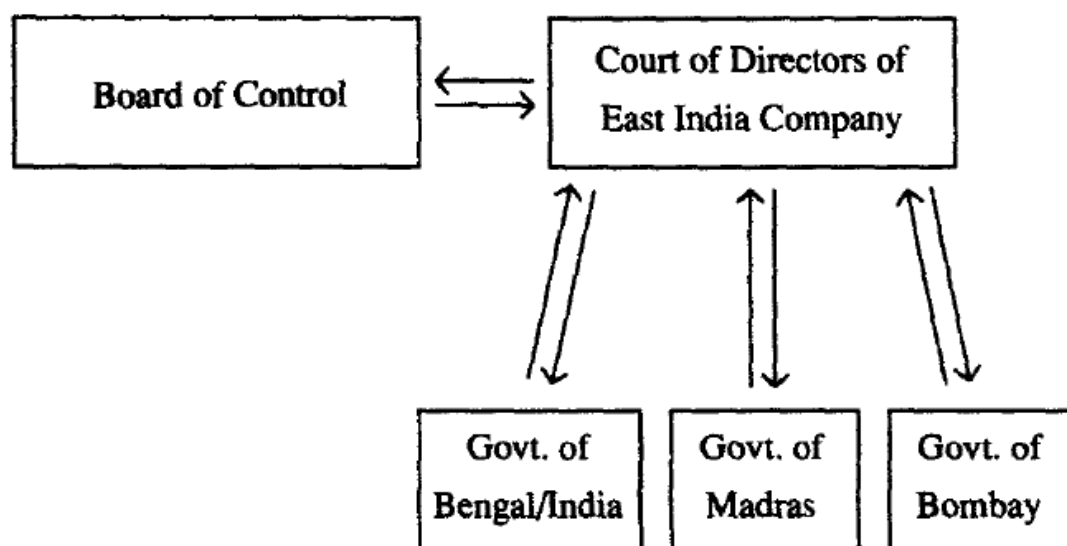 Board of Control
Court of Directors of
East India Company
Govt. of
Bengal/India
Govt. of
Madras
Govt. of
Bombay